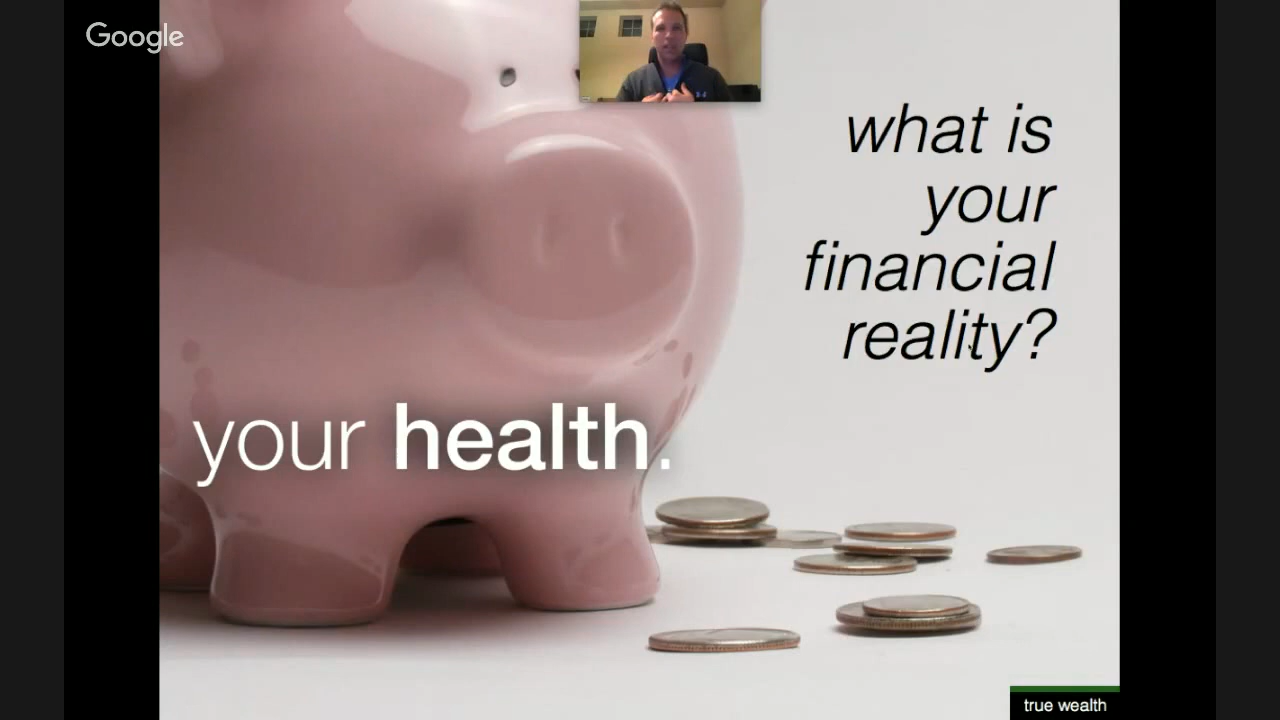 Google
what is
your
financial
reality?
your health.
true wealth